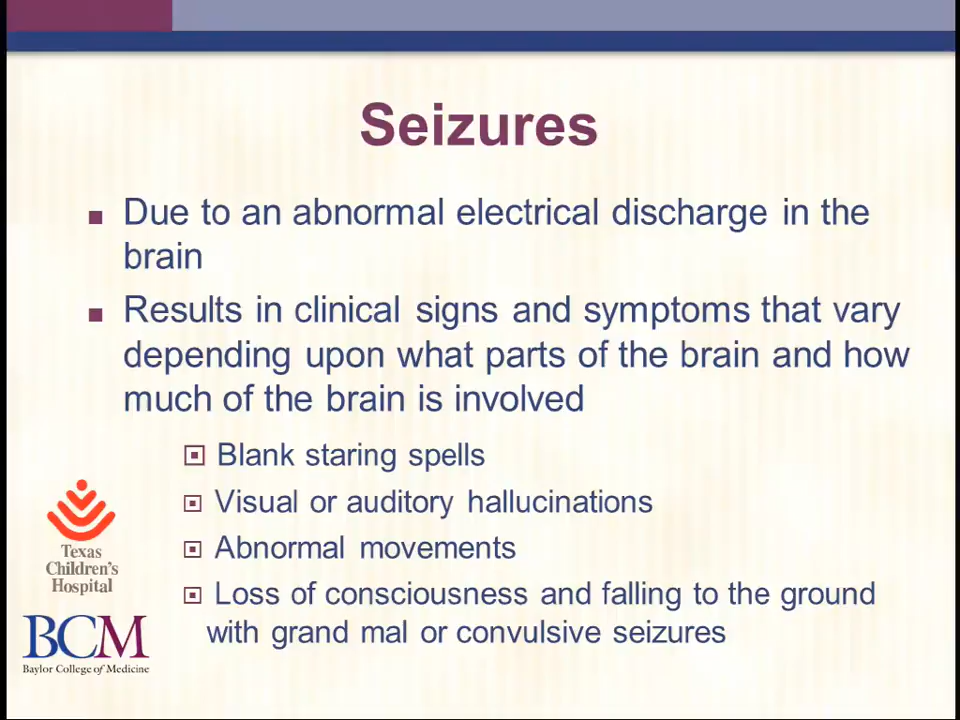 Seizures
Due to an abnormal electrical discharge in the
brain
Results in clinical signs and symptoms that vary
depending upon what parts of the brain and how
much of the brain is involved
Blank staring spells
Visual or auditory hallucinations
Abnormal movements
Loss of consciousness and falling to the ground
with grand mal or convulsive seizures
Texas
Children's
Hospital
BCM
Baylor College of Medicine